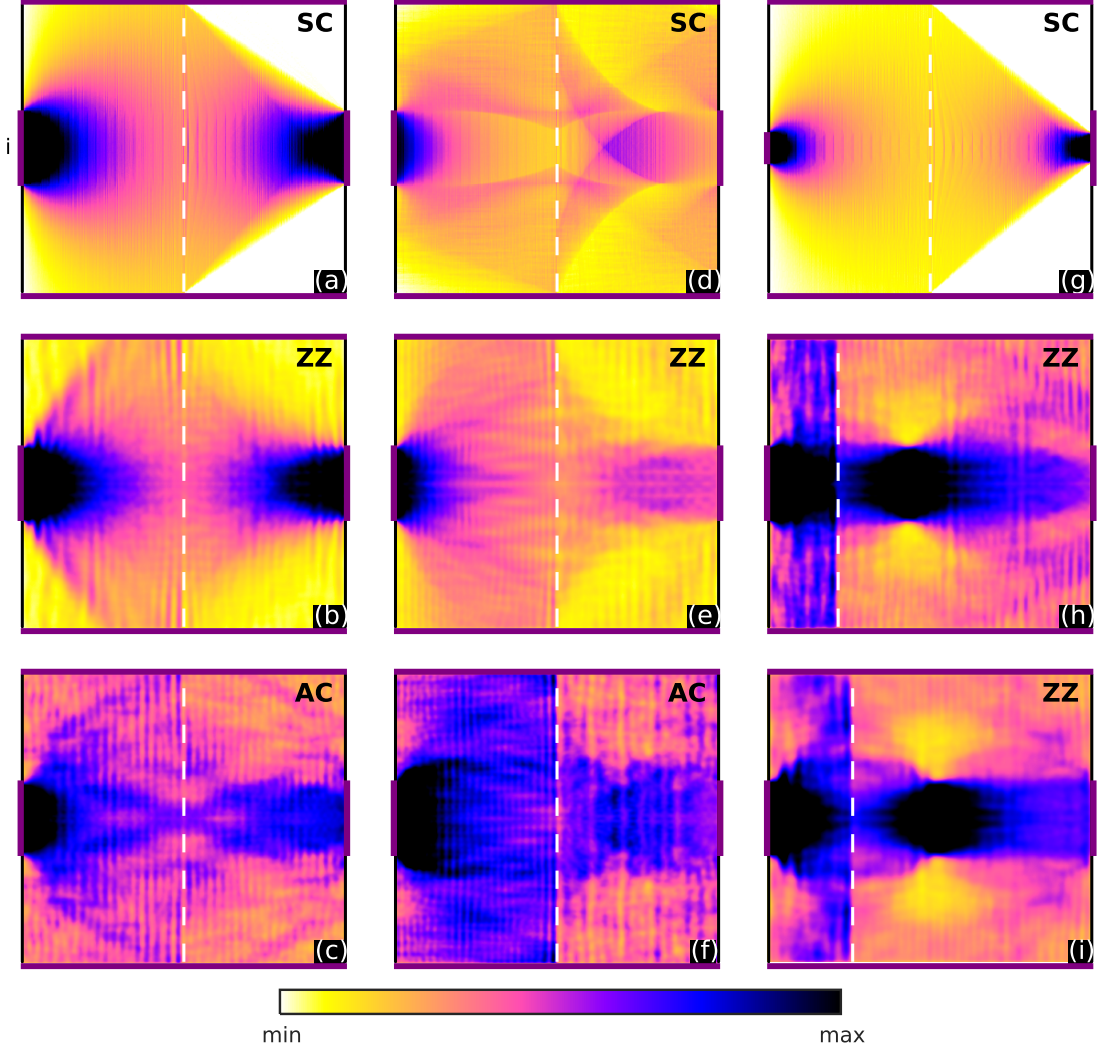 SC SC SC
i
(a) (d) (g)
ZZ ZZ ZZ
(b) (e) (h)
AC AC ZZ
(c) (f) (i)
min max